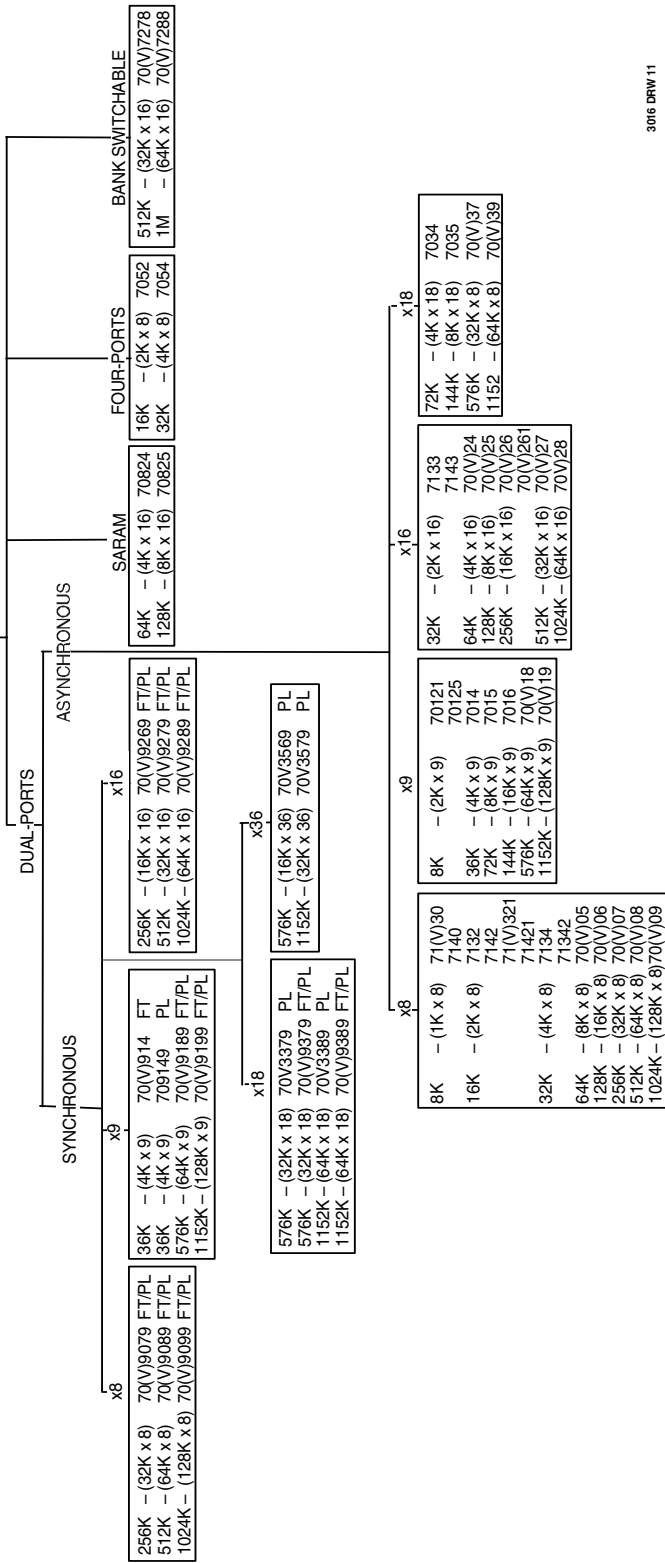 DUAL-PORTS
SYNCHRONOUS
ASYNCHRONOUS
x8
256K – (32K x 8) 70(V)9079 FT/PL
512K – (64K x 8) 70(V)9089 FT/PL
1024K – (128K x 8) 70(V)9099 FT/PL
x9
36K – (4K x 9) 70(V)914 FT
36K – (4K x 9) 709149 PL
576K – (64K x 9) 70(V)9189 FT/PL
1152K – (128K x 9) 70(V)9199 FT/PL
x16
256K – (16K x 16) 70(V)9269 FT/PL
512K – (32K x 16) 70(V)9279 FT/PL
1024K – (64K x 16) 70(V)9289 FT/PL
SARAM
64K – (4K x 16) 70824
128K – (8K x 16) 70825
FOUR-PORTS
16K – (2K x 8) 7052
32K – (4K x 8) 7054
BANK SWITCHABLE
512K – (32K x 16) 70(V)7278
1M – (64K x 16) 70(V)7288
x18
576K – (32K x 18) 70V3379 PL
576K – (32K x 18) 70(V)9379 FT/PL
1152K – (64K x 18) 70V3389 PL
1152K – (64K x 18) 70(V)9389 FT/PL
x36
576K – (16K x 36) 70V3569 PL
1152K – (32K x 36) 70V3579 PL
x8
8K – (1K x 8) 71(V)30
7140
16K – (2K x 8) 7132
7142
71(V)321
71421
32K – (4K x 8) 7134
71342
64K – (8K x 8) 70(V)05
128K – (16K x 8) 70(V)06
256K – (32K x 8) 70(V)07
512K – (64K x 8) 70(V)08
1024K – (128K x 8) 70(V)09
x9
8K – (2K x 9) 70121
70125
36K – (4K x 9) 7014
72K – (8K x 9) 7015
144K – (16K x 9) 7016
576K – (64K x 9) 70(V)18
1152K – (128K x 9) 70(V)19
x16
32K – (2K x 16) 7133
7143
64K – (4K x 16) 70(V)24
128K – (8K x 16) 70(V)25
256K – (16K x 16) 70(V)26
70(V)261
512K – (32K x 16) 70(V)27
1024K – (64K x 16) 70V)28
x18
72K – (4K x 18) 7034
144K – (8K x 18) 7035
576K – (32K x 8) 70(V)37
1152 – (64K x 8) 70(V)39
3016 DRW 11